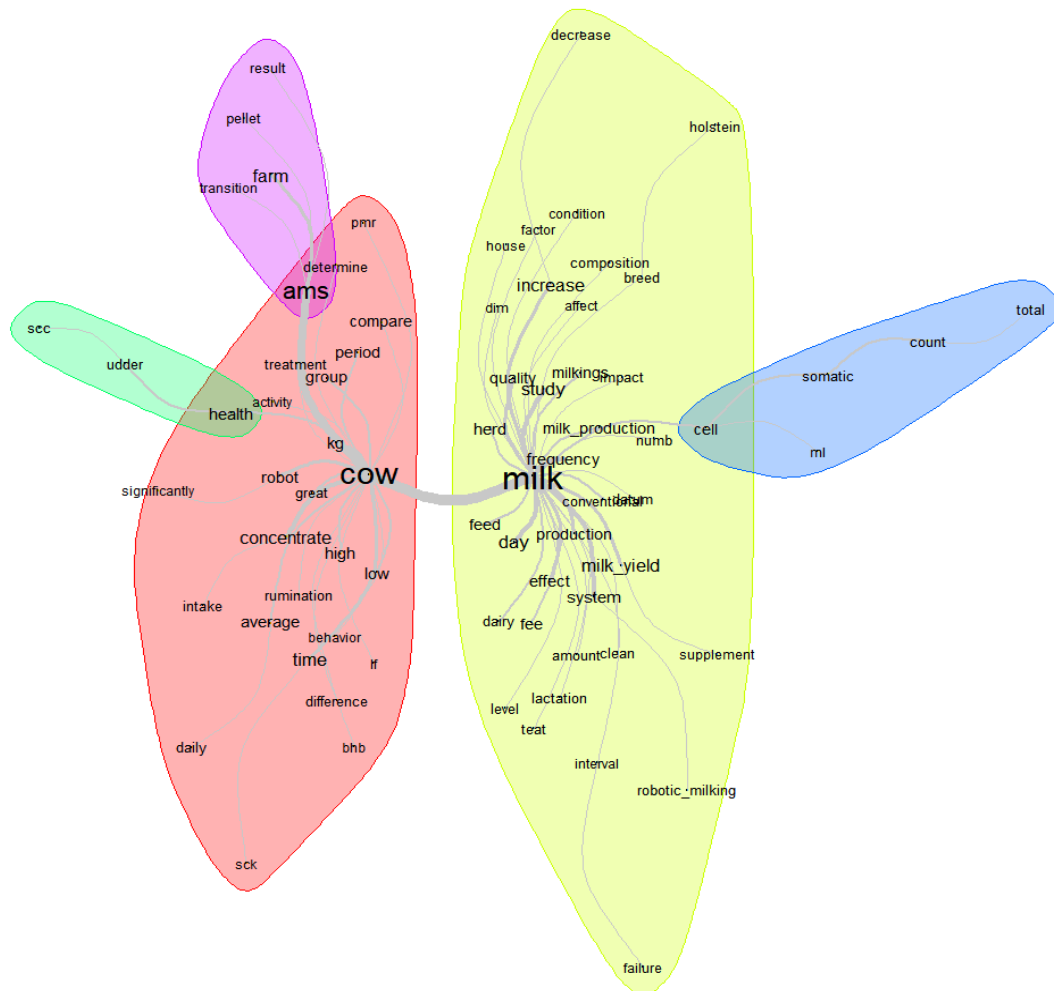 decrease
result
pellet
holstein
farm
transition
pmr
condition
factor
house
determine
composition
breed
ams
increase
affect
dim
compare
scc
total
period
count
udder
treatment
group
quality
milkings
impact
study
somatic
activity
health
herd
milk_production
cell
numb
kg
ml
frequency
cow
milk
robot
significantly
great
conventional
datum
feed
concentrate
day
production
high
low
effect
milk_yield
rumination
system
intake
average
dairy
fee
behavior
time
lf
amount
clean
supplement
difference
level
lactation
teat
daily
bhb
interval
robotic_milking
sck
failure